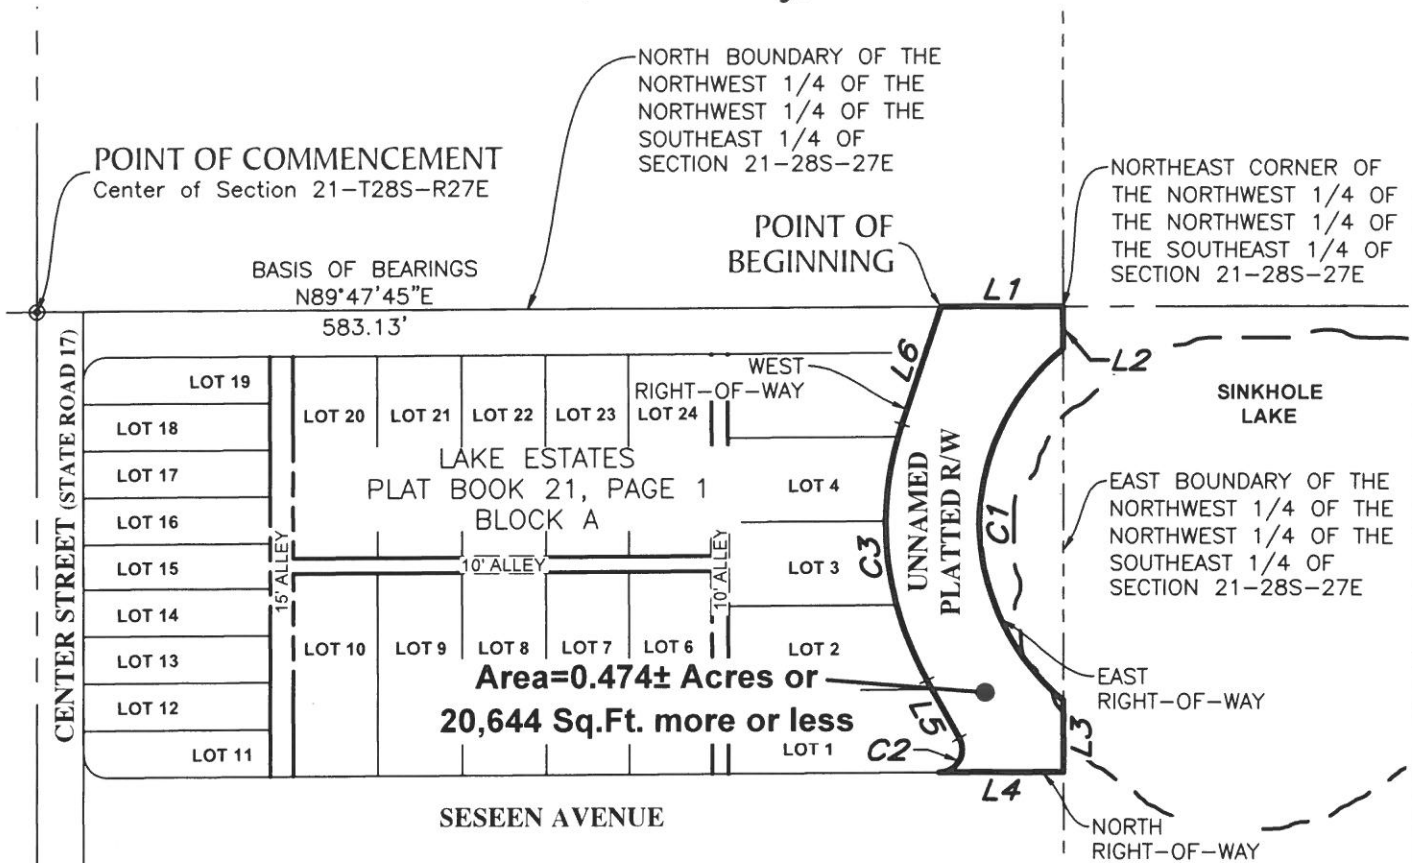 NORTH BOUNDARY OF THE
NORTHWEST 1/4 OF THE
NORTHWEST 1/4 OF THE
SOUTHEAST 1/4 OF
SECTION 21-28S-27E
POINT OF COMMENCEMENT
Center of Section 21-T28S-R27E
NORTHEAST CORNER OF
THE NORTHWEST 1/4 OF
THE NORTHWEST 1/4 OF
THE SOUTHEAST 1/4 OF
SECTION 21-28S-27E
POINT OF
BEGINNING
BASIS OF BEARINGS
N89°47'45"E
583.13'
L1
L2
L6
WEST
RIGHT-OF-WAY
SINKHOLE
LAKE
CENTER STREET (STATE ROAD 17)
LOT 19
LOT 18
LOT 17
LOT 16
LOT 15
LOT 14
LOT 13
LOT 12
LOT 11
15' ALLEY
LOT 20
LOT 21
LOT 22
LOT 23
LOT 24
LAKE ESTATES
PLAT BOOK 21, PAGE 1
BLOCK A
10' ALLEY
10' ALLEY
LOT 10
LOT 9
LOT 8
LOT 7
LOT 6
LOT 4
LOT 3
LOT 2
LOT 1
C3
UNNAMED
PLATTED R/W
C1
EAST BOUNDARY OF THE
NORTHWEST 1/4 OF THE
NORTHWEST 1/4 OF THE
SOUTHEAST 1/4 OF
SECTION 21-28S-27E
Area=0.474± Acres or
20,644 Sq.Ft. more or less
EAST
RIGHT-OF-WAY
L5
C2
L3
L4
SESEEN AVENUE
NORTH
RIGHT-OF-WAY